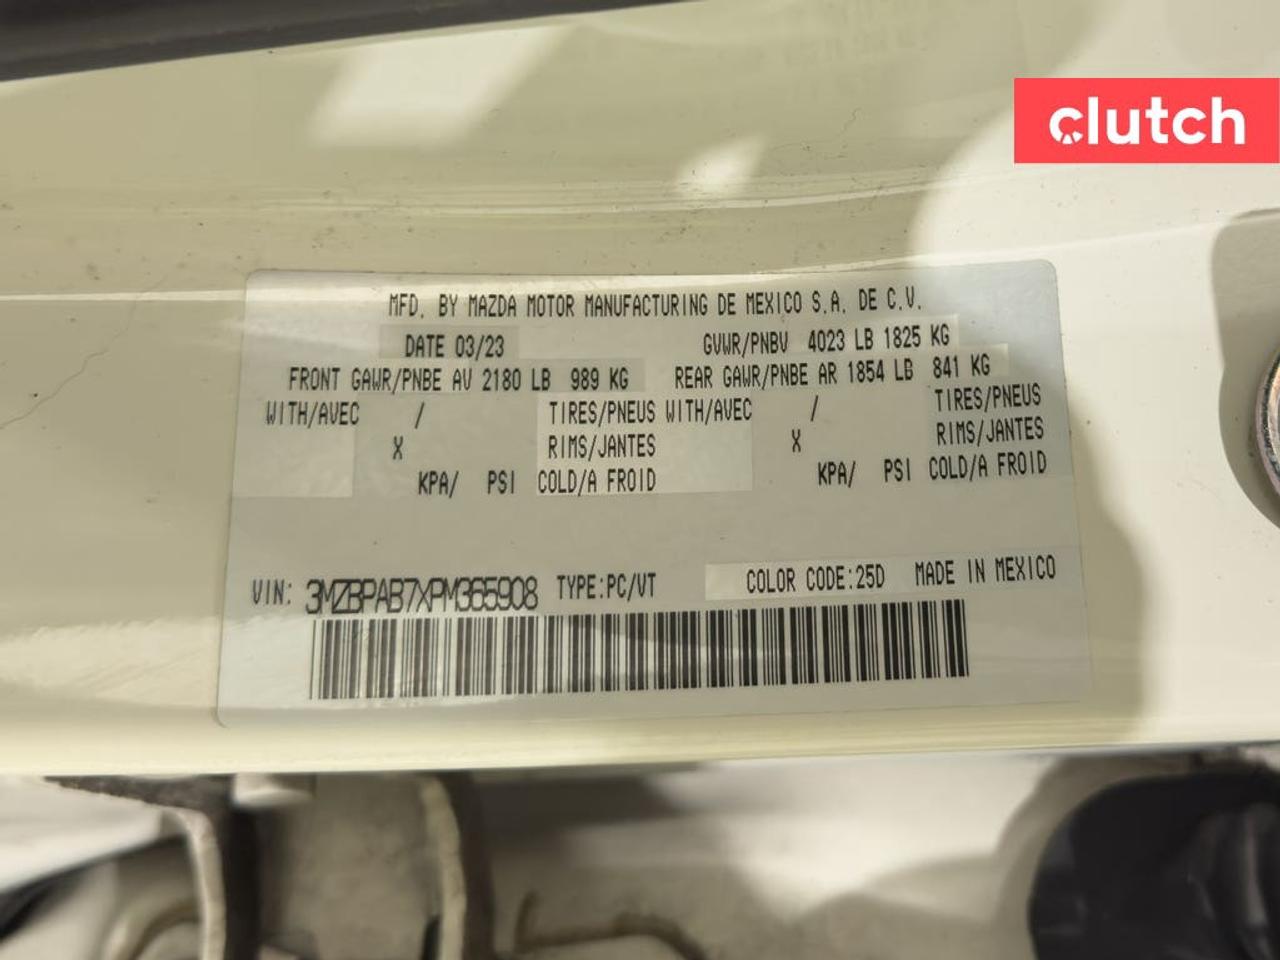 clutch
MFD. BY MAZDA MOTOR MANUFACTURING DE MEXICO S.A. DE C.V.
DATE 03/23 GVWR/PNBV 4023 LB 1825 KG
FRONT GAWR/PNBE AV 2180 LB 989 KG REAR GAWR/PNBE AR 1854 LB 841 KG
WITH/AVEC / TIRES/PNEUS WITH/AVEC / TIRES/PNEUS
X RIMS/JANTES X RIMS/JANTES
KPA/ PSI COLD/A FROID KPA/ PSI COLD/A FROID
VIN: 3MZBPAB7XPM365908 TYPE:PC/VT COLOR CODE:25D MADE IN MEXICO